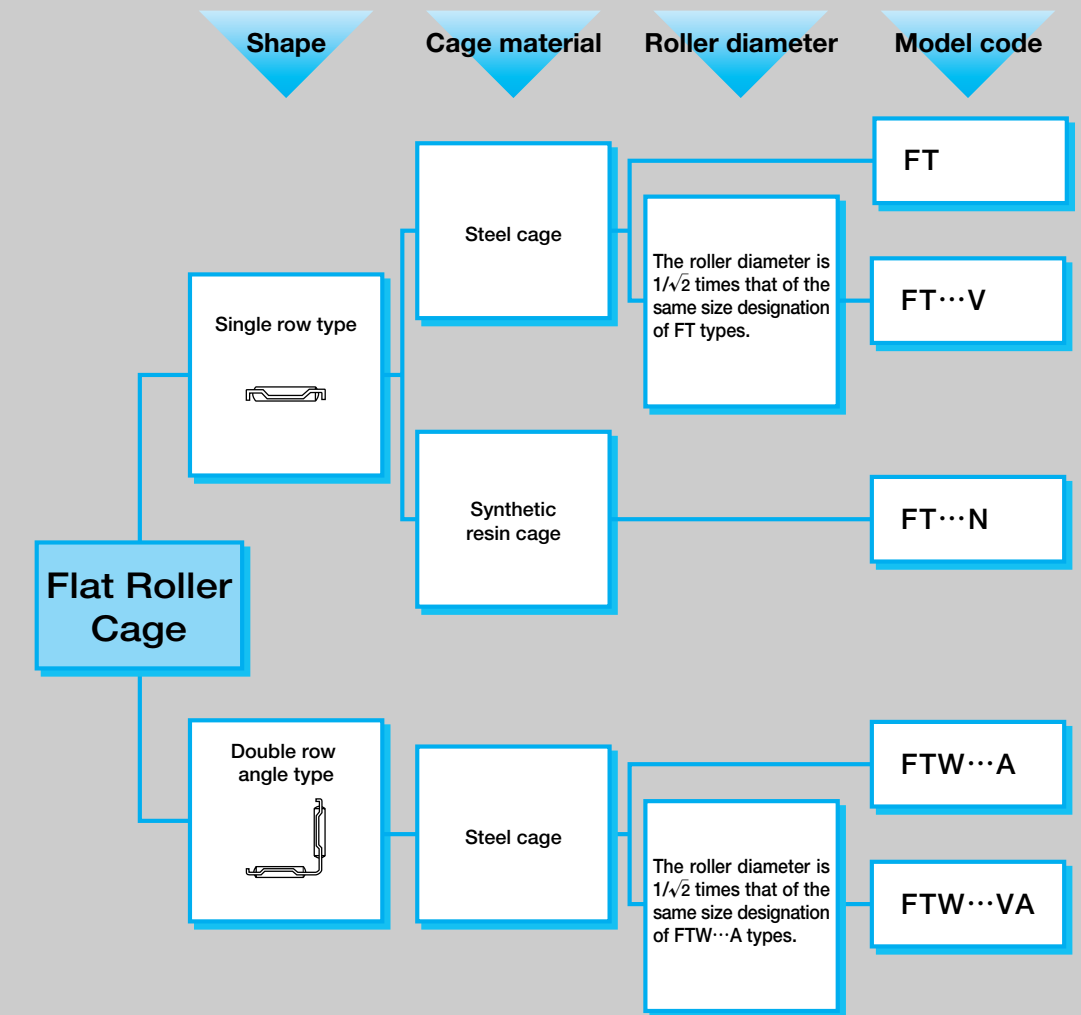 Shape
Cage material
Roller diameter
Model code
Flat Roller
Cage
Single row type
Steel cage
FT
The roller diameter is
1/√2 times that of the
same size designation
of FT types.
FT⋯V
Synthetic
resin cage
FT⋯N
Double row
angle type
Steel cage
FTW⋯A
The roller diameter is
1/√2 times that of the
same size designation
of FTW⋯A types.
FTW⋯VA